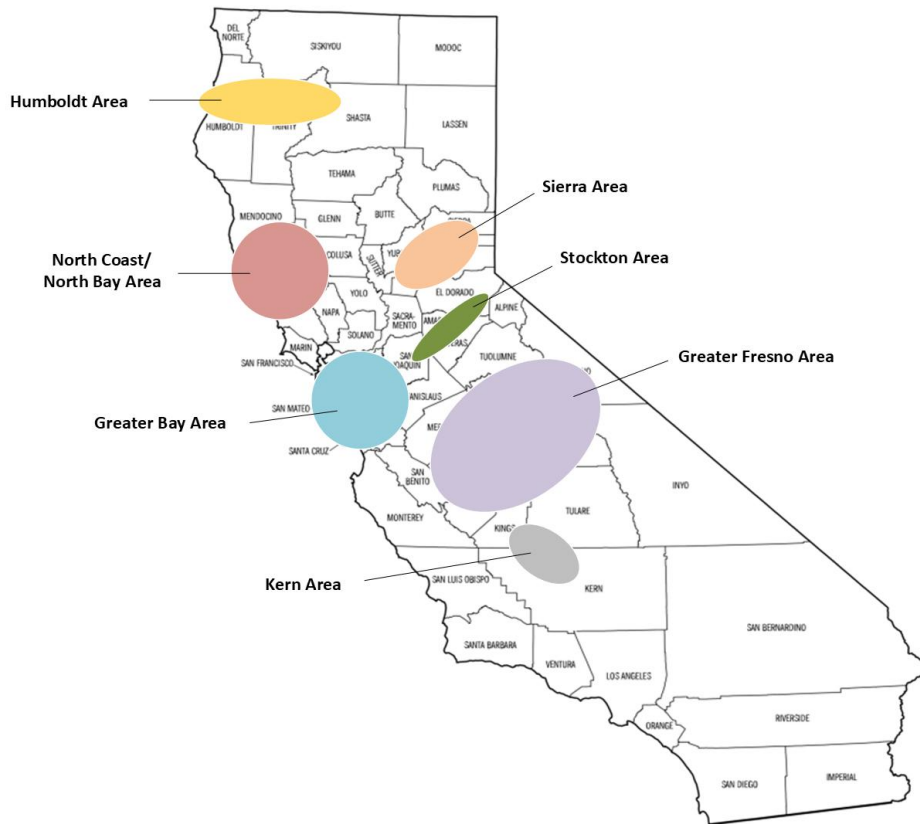 DEL
NORTE
SISKIYOU
MODOC
Humboldt Area
HUMBOLDT
TRINITY
SHASTA
LASSEN
TEHAMA
PLUMAS
Sierra Area
MENDOCINO
GLENN
BUTTE
North Coast/
North Bay Area
COLUSA
SUTTER
Stockton Area
EL DORADO
YOLO
NAPA
SACRA-
MENTO
ALPINE
SOLANO
MARIN
SAN FRANCISCO
TUOLUMNE
Greater Fresno Area
SAN MATEO
Greater Bay Area
SANTA CRUZ
SAN
BENITO
INYO
MONTEREY
TULARE
Kern Area
SAN LUIS OBISPO
KERN
SAN BERNARDINO
SANTA BARBARA
VENTURA
LOS ANGELES
ORANGE
RIVERSIDE
SAN DIEGO
IMPERIAL